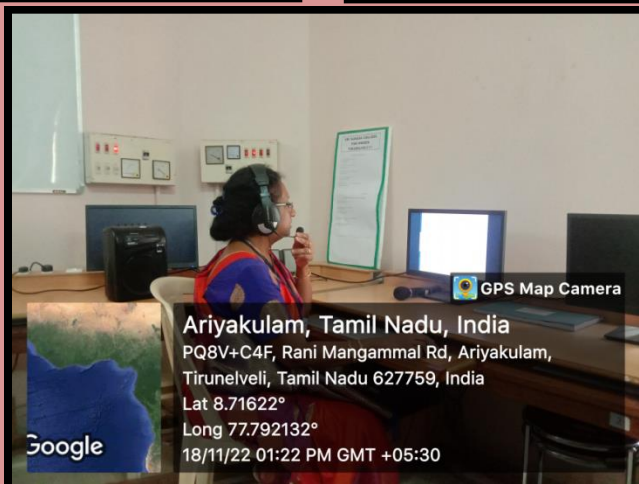 GPS Map Camera
Ariyakulam, Tamil Nadu, India
PQ8V+C4F, Rani Mangammal Rd, Ariyakulam,
Tirunelveli, Tamil Nadu 627759, India
Lat 8.71622°
Long 77.792132°
18/11/22 01:22 PM GMT +05:30
Google